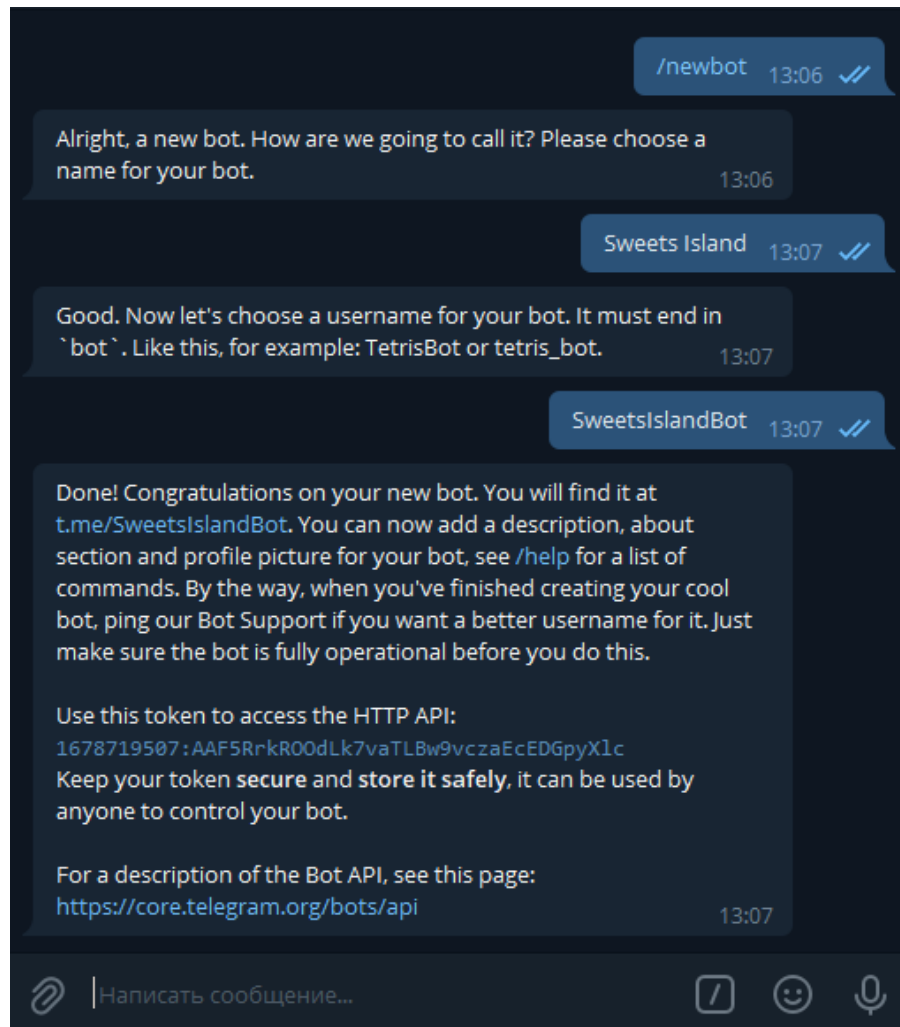 /newbot 13:06
Alright, a new bot. How are we going to call it? Please choose a
name for your bot.
13:06
Sweets Island 13:07
Good. Now let's choose a username for your bot. It must end in
`bot`. Like this, for example: TetrisBot or tetris_bot.
13:07
SweetsIslandBot 13:07
Done! Congratulations on your new bot. You will find it at
t.me/SweetsIslandBot. You can now add a description, about
section and profile picture for your bot, see /help for a list of
commands. By the way, when you've finished creating your cool
bot, ping our Bot Support if you want a better username for it. Just
make sure the bot is fully operational before you do this.
Use this token to access the HTTP API:
1678719507:AAF5RrkROOdLk7vaTLBw9vczaEcEDGpyXlc
Keep your token secure and store it safely, it can be used by
anyone to control your bot.
For a description of the Bot API, see this page:
https://core.telegram.org/bots/api
13:07
Написать сообщение...